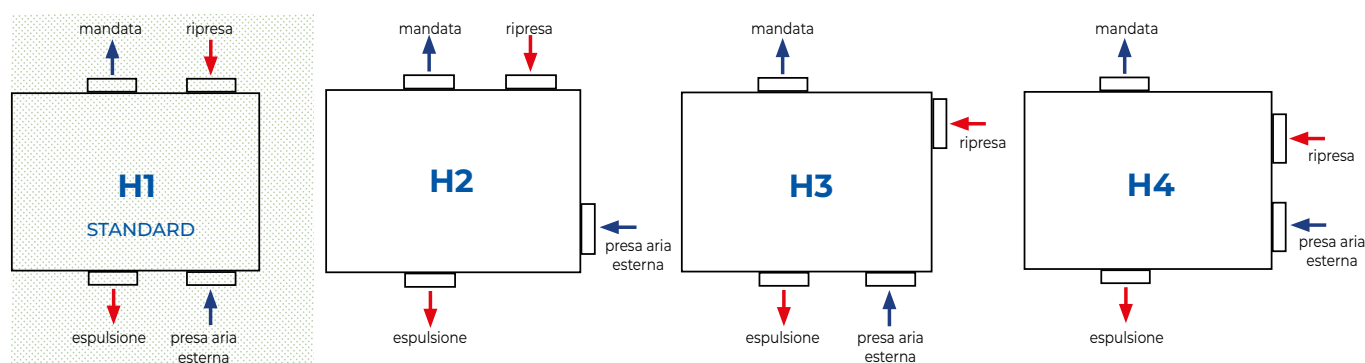 mandata
ripresa
H1
STANDARD
espulsione
presa aria
esterna
mandata
ripresa
H2
presa aria
esterna
espulsione
mandata
ripresa
H3
espulsione
presa aria
esterna
mandata
ripresa
H4
presa aria
esterna
espulsione